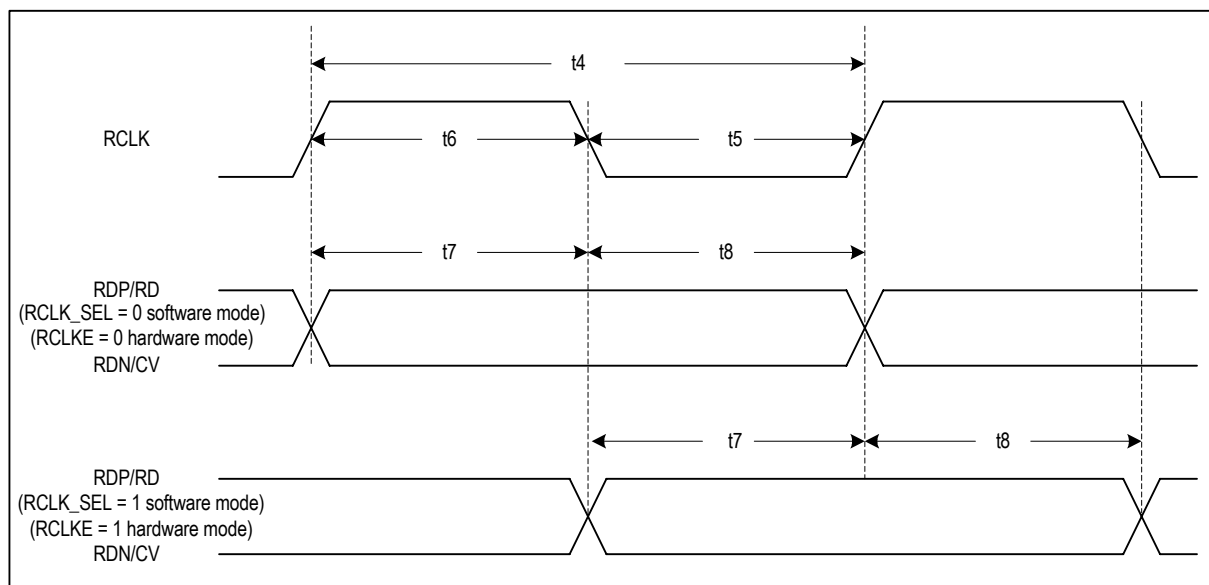 t4
RCLK
t6
t5
t7
t8
RDP/RD
(RCLK_SEL = 0 software mode)
(RCLKE = 0 hardware mode)
RDN/CV
t7
t8
RDP/RD
(RCLK_SEL = 1 software mode)
(RCLKE = 1 hardware mode)
RDN/CV